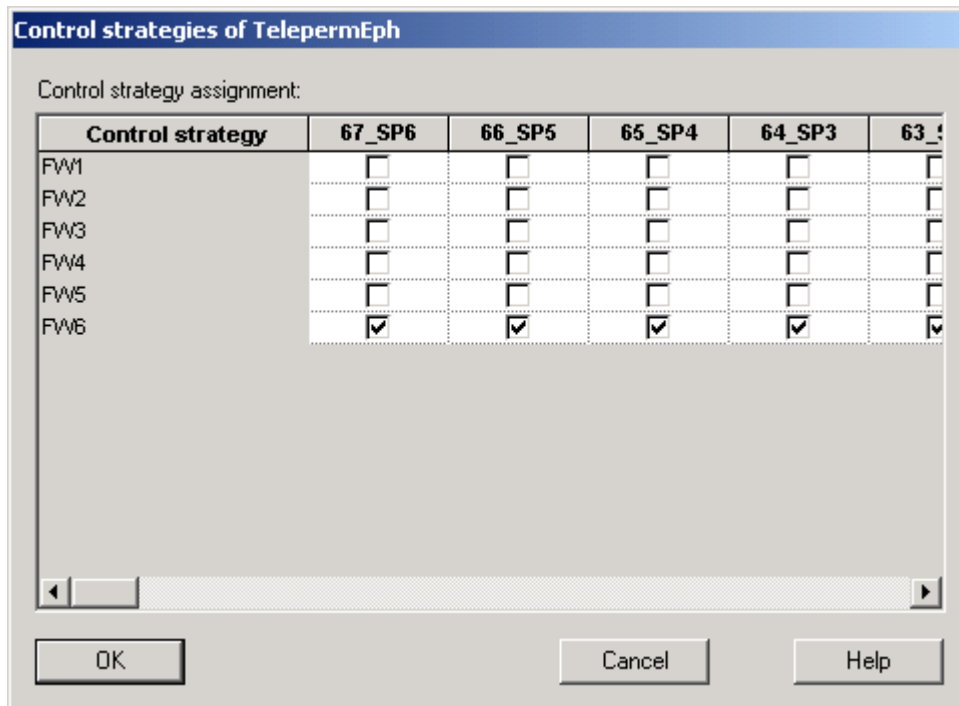 Control strategies of TelepermEph
Control strategy assignment:
Control strategy 67_SP6 66_SP5 65_SP4 64_SP3
FW1
FW2
FW3
FW4
FW5
FW6
OK Cancel Help